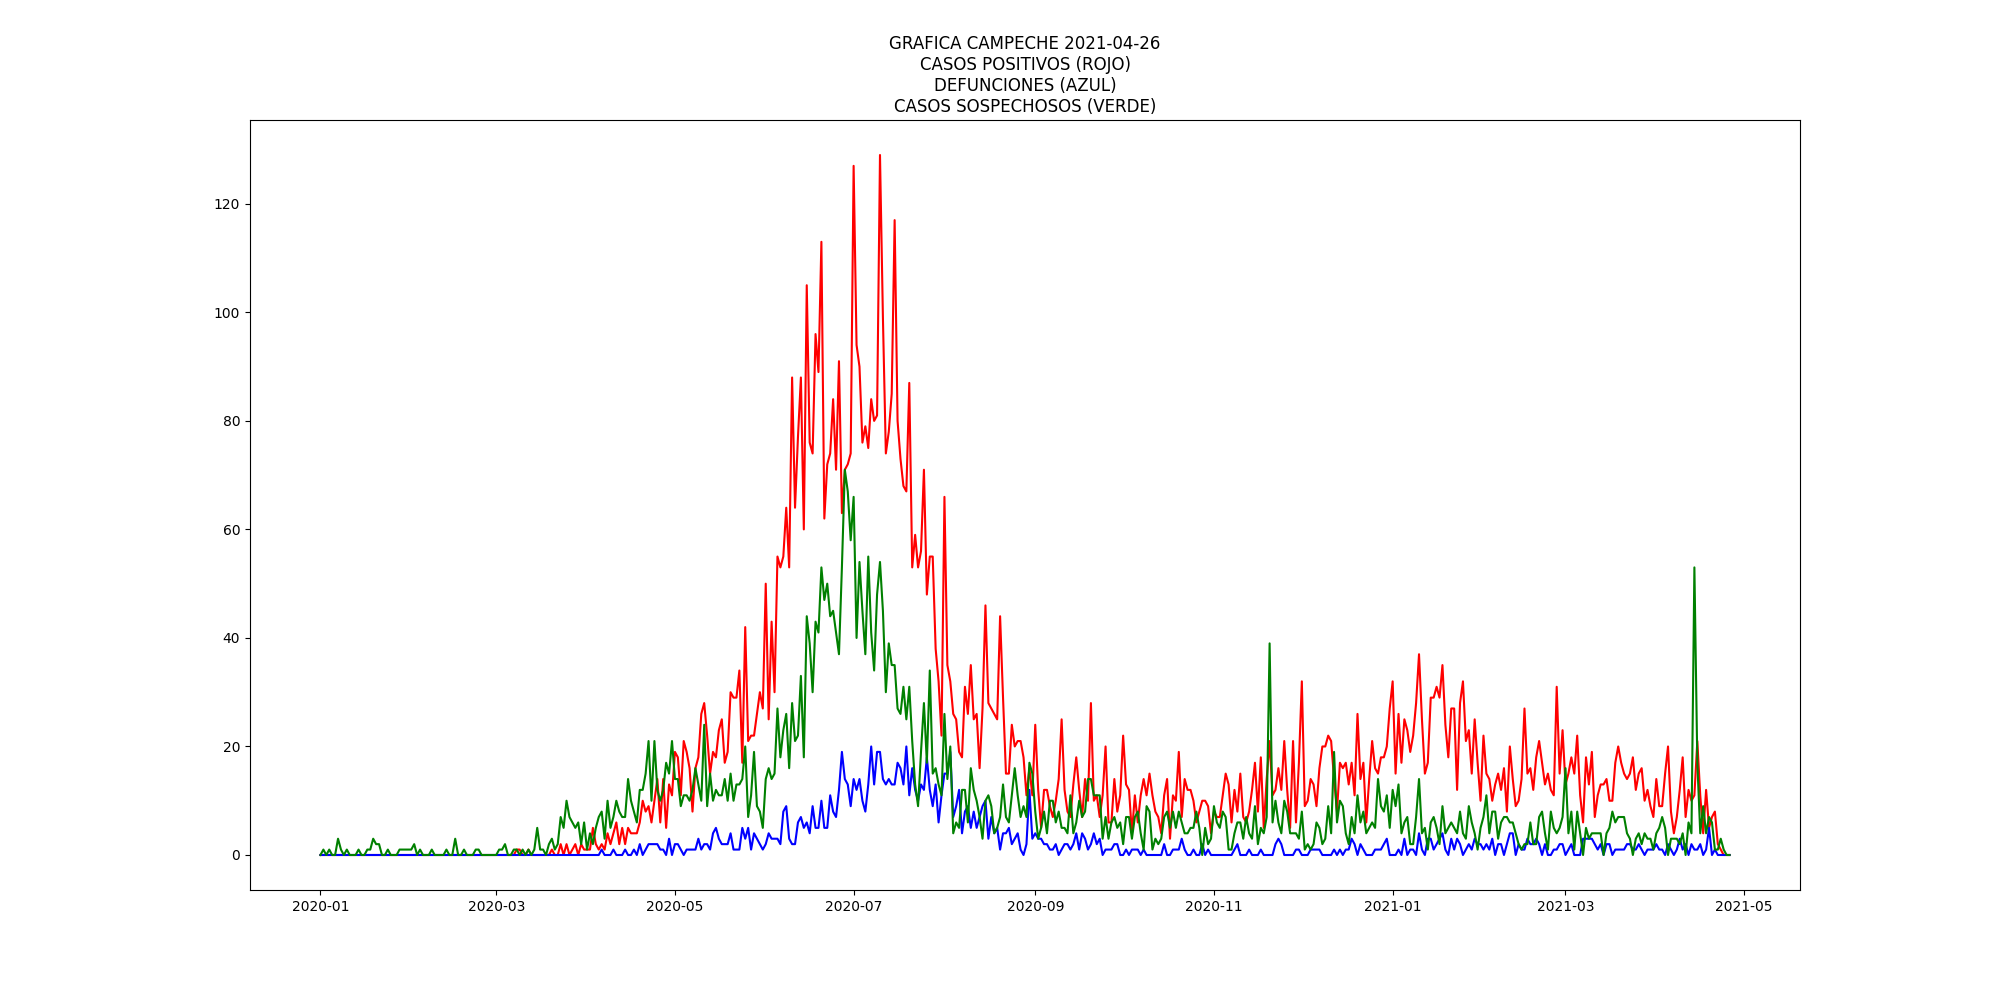 GRAFICA CAMPECHE 2021-04-26
CASOS POSITIVOS (ROJO)
DEFUNCIONES (AZUL)
CASOS SOSPECHOSOS (VERDE)
120
100
80
60
40
20
0
2020-01 2020-03 2020-05 2020-07 2020-09 2020-11 2021-01 2021-03 2021-05